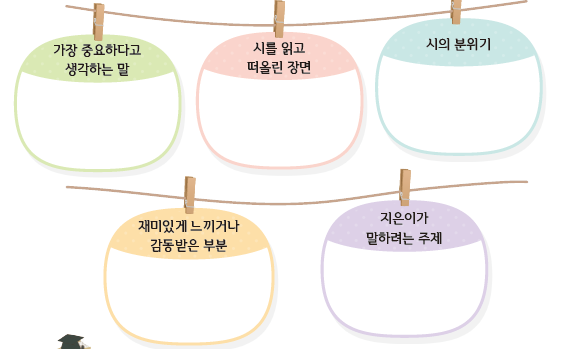 가장 중요하다고
생각하는 말
시를 읽고
떠올린 장면
시의 분위기
재미있게 느끼거나
감동받은 부분
지은이가
말하려는 주제